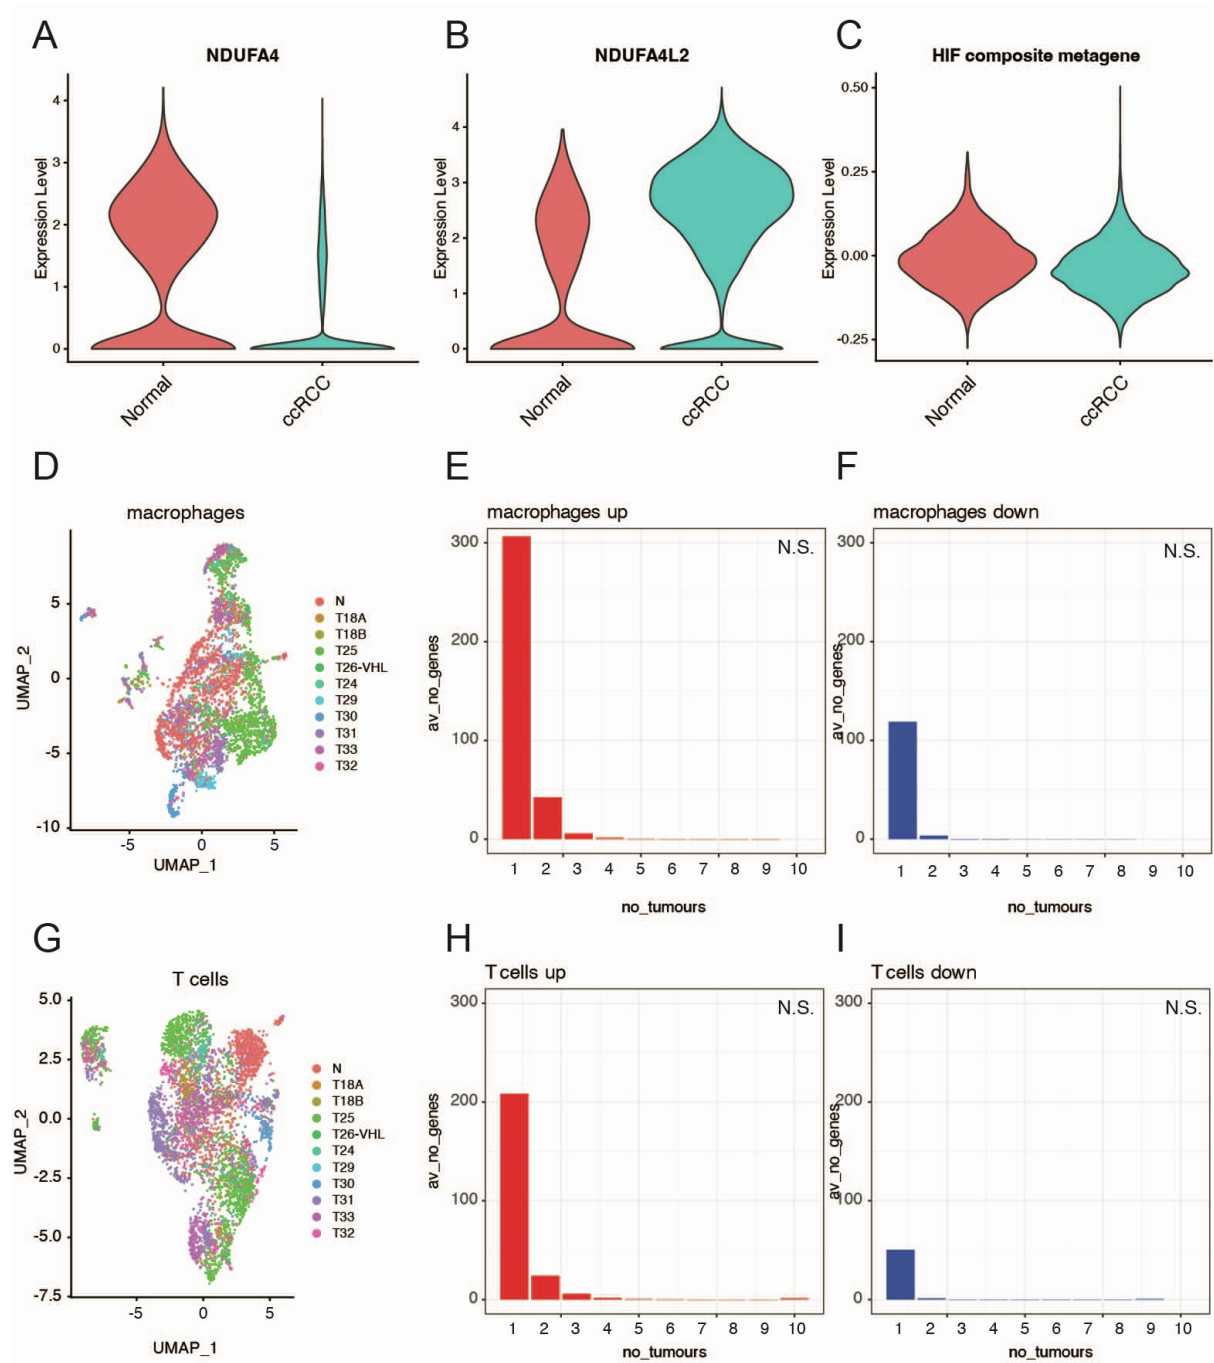 A
NDUFA4
Expression Level
4
3
2
1
0
Normal
ccRCC
B
NDUFA4L2
Expression Level
4
3
2
1
0
Normal
ccRCC
C
HIF composite metagene
Expression Level
0.50
0.25
0.00
-0.25
Normal
ccRCC
D
macrophages
UMAP_2
5
0
-5
-10
-5
0
5
UMAP_1
N
T18A
T18B
T25
T26-VHL
T24
T29
T30
T31
T33
T32
E
macrophages up
N.S.
av_no_genes
300
200
100
0
1 2 3 4 5 6 7 8 9 10
no_tumours
F
macrophages down
N.S.
av_no_genes
300
200
100
0
1 2 3 4 5 6 7 8 9 10
no_tumours
G
T cells
UMAP_2
5.0
2.5
0.0
-2.5
-5.0
-7.5
-5
0
5
UMAP_1
N
T18A
T18B
T25
T26-VHL
T24
T29
T30
T31
T33
T32
H
T cells up
N.S.
av_no_genes
300
200
100
0
1 2 3 4 5 6 7 8 9 10
no_tumours
I
T cells down
N.S.
av_no_genes
300
200
100
0
1 2 3 4 5 6 7 8 9 10
no_tumours